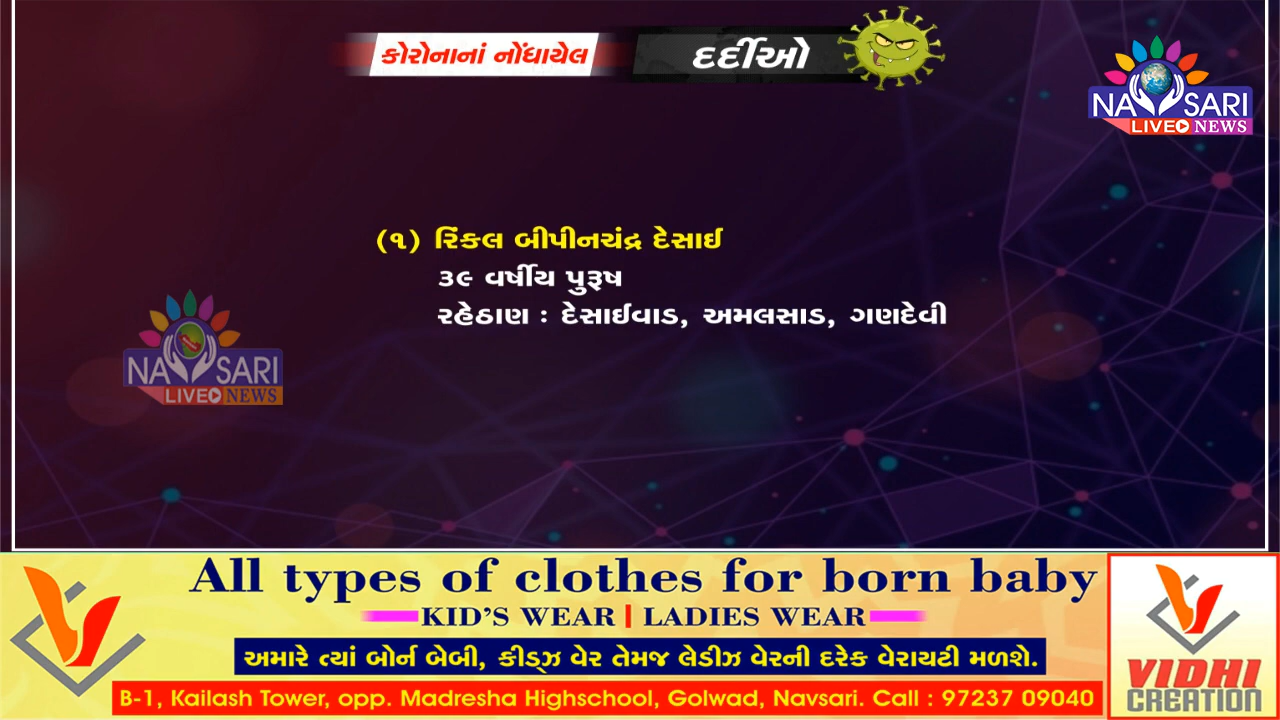 કોરોનાનાં નોંધાયેલ દર્દીઓ
NAVSARI
LIVE NEWS
(૧) રિંકલ બીપીનચંદ્ર દેસાઈ
૩૯ વર્ષીય પુરૂષ
રહેઠાણ : દેસાઈવાડ, અમલસાડ, ગણદેવી
NAVSARI
LIVE NEWS
All types of clothes for born baby
KID'S WEAR | LADIES WEAR
અમારે ત્યાં બોર્ન બેબી, કીડ્ઝ વેર તેમજ લેડીઝ વેરની દરેક વેરાયટી મળશે.
B-1, Kailash Tower, opp. Madresha Highschool, Golwad, Navsari. Call : 97237 09040
VIDHI
CREATION